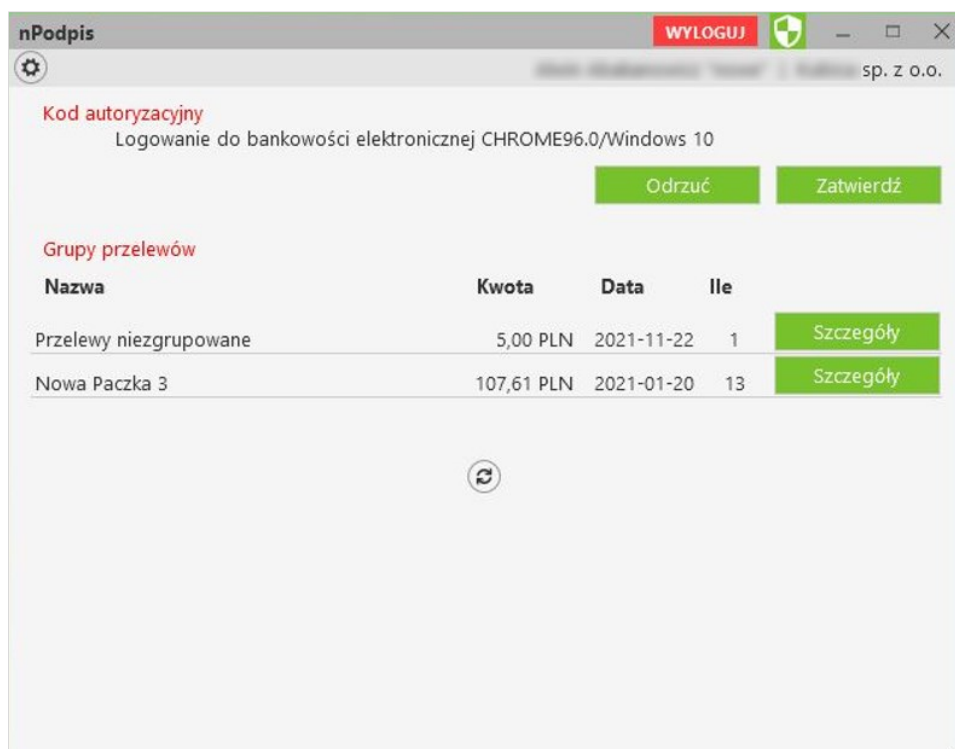 nPodpis WYLOGUJ
sp. z o.o.
Kod autoryzacyjny
Logowanie do bankowości elektronicznej CHROME96.0/Windows 10
Odrzuć Zatwierdź
Grupy przelewów
Nazwa Kwota Data Ile
Przelewy niezgrupowane 5,00 PLN 2021-11-22 1 Szczegóły
Nowa Paczka 3 107,61 PLN 2021-01-20 13 Szczegóły